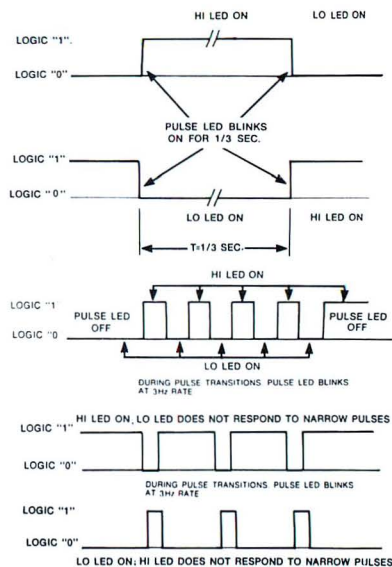 HI LED ON LO LED ON
LOGIC "1".
LOGIC "0"
PULSE LED BLINKS
ON FOR 1/3 SEC.
LOGIC "1"
LOGIC "0"
LO LED ON HI LED ON
T=1/3 SEC.
HI LED ON
LOGIC "1
PULSE LED
OFF
PULSE LED
OFF
LOGIC "0
LO LED ON
DURING PULSE TRANSITIONS PULSE LED BLINKS
AT 3Hz RATE
HI LED ON, LO LED DOES NOT RESPOND TO NARROW PULSES
LOGIC "1"
LOGIC "0"
DURING PULSE TRANSITIONS PULSE LED BLINKS
AT 3Hz RATE
LOGIC "1"
LOGIC "0"
LO LED ON; HI LED DOES NOT RESPOND TO NARROW PULSES